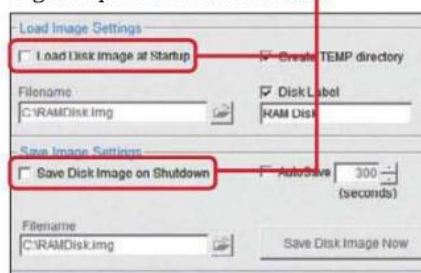 Load Image Settings
Load Disk Image at Startup
Create TEMP directory
Filename
Disk Label
C:\RAMDisk.img
RAM Disk
Save Image Settings
Save Disk Image on Shutdown
AutoSave 300
(seconds)
Filename
C:\RAMDisk.img
Save Disk Image Now